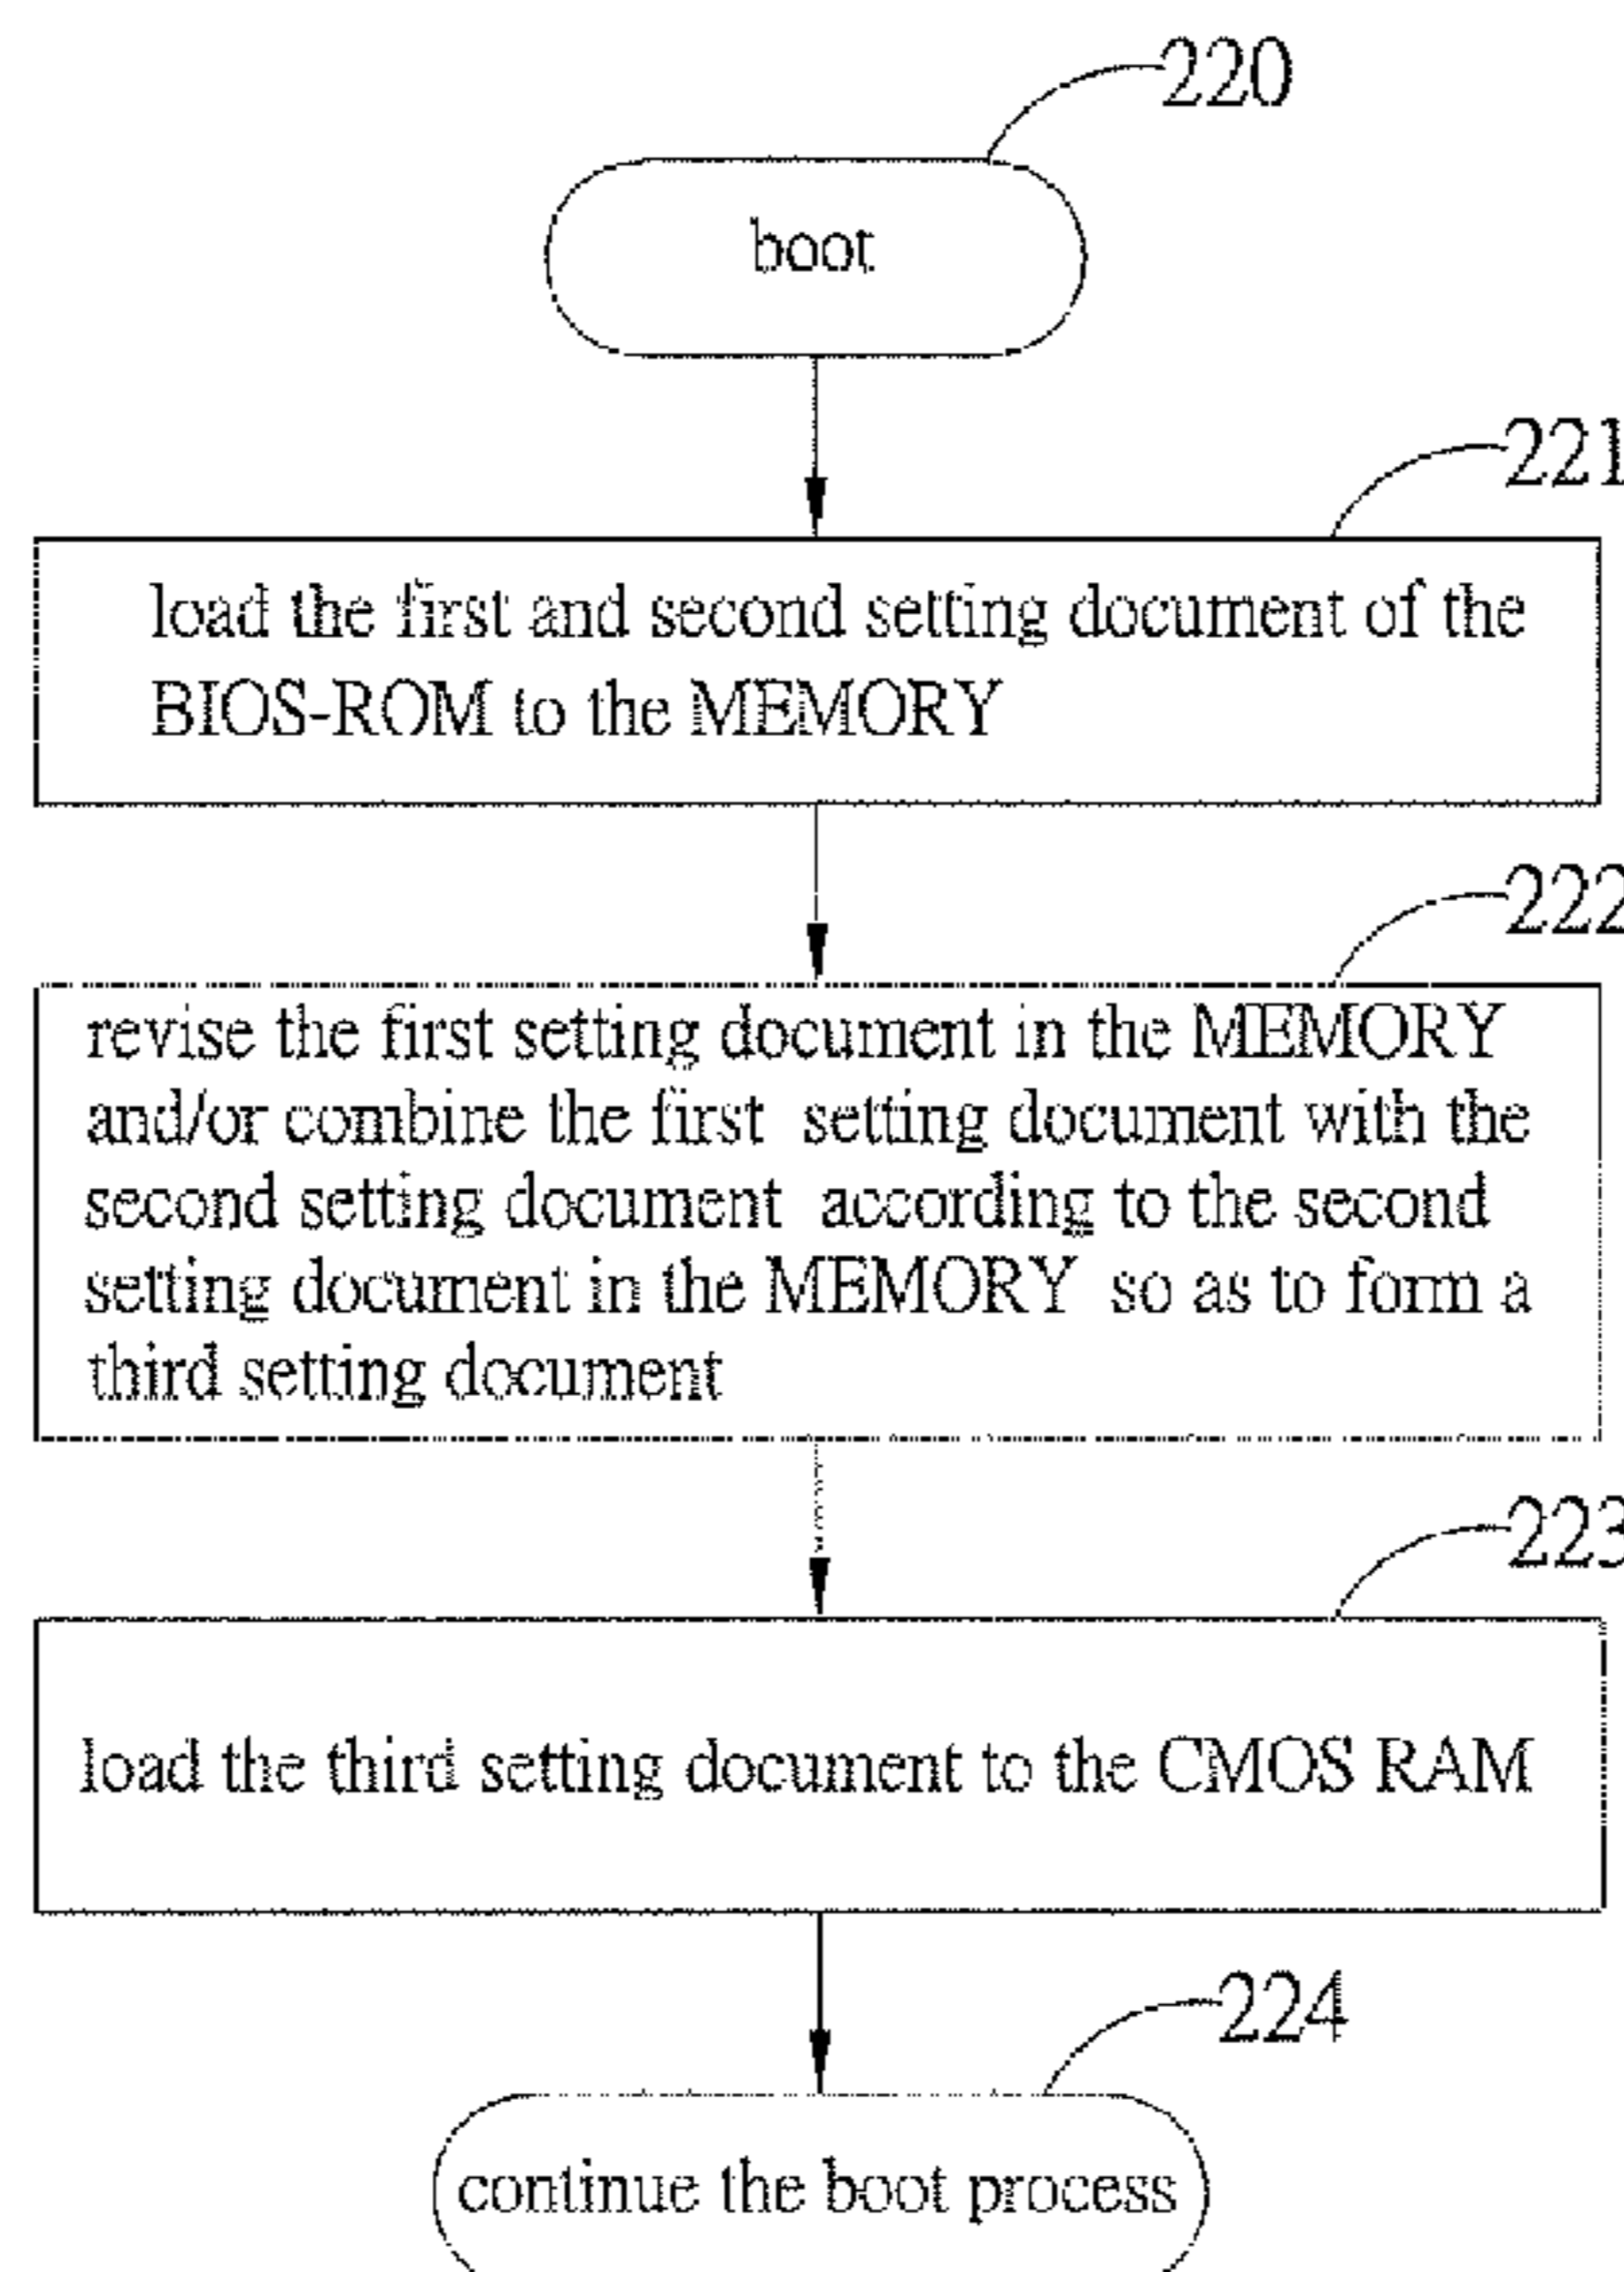 220
boot
221
load the first and second setting document of the
BIOS-ROM to the MEMORY
222
revise the first setting document in the MEMORY
and/or combine the first setting document with the
second setting document according to the second
setting document in the MEMORY so as to form a
third setting document
223
load the third setting document to the CMOS RAM
224
continue the boot process